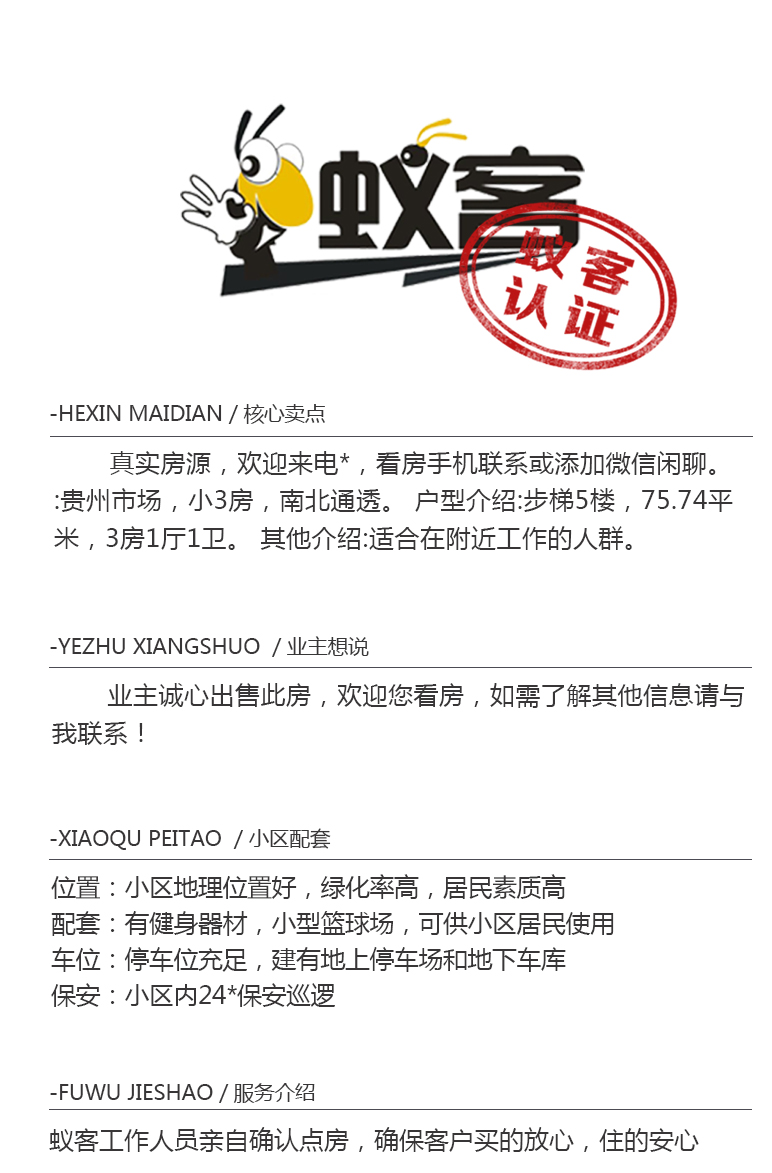 蚁客
蚁客
认证
-HEXIN MAIDIAN / 核心卖点
真实房源，欢迎来电*，看房手机联系或添加微信闲聊。
:贵州市场，小3房，南北通透。 户型介绍:步梯5楼，75.74平
米，3房1厅1卫。 其他介绍:适合在附近工作的人群。
-YEZHU XIANGSHUO / 业主想说
业主诚心出售此房，欢迎您看房，如需了解其他信息请与
我联系！
-XIAOQU PEITAO / 小区配套
位置：小区地理位置好，绿化率高，居民素质高
配套：有健身器材，小型篮球场，可供小区居民使用
车位：停车位充足，建有地上停车场和地下车库
保安：小区内24*保安巡逻
-FUWU JIESHAO / 服务介绍
蚁客工作人员亲自确认点房，确保客户买的放心，住的安心